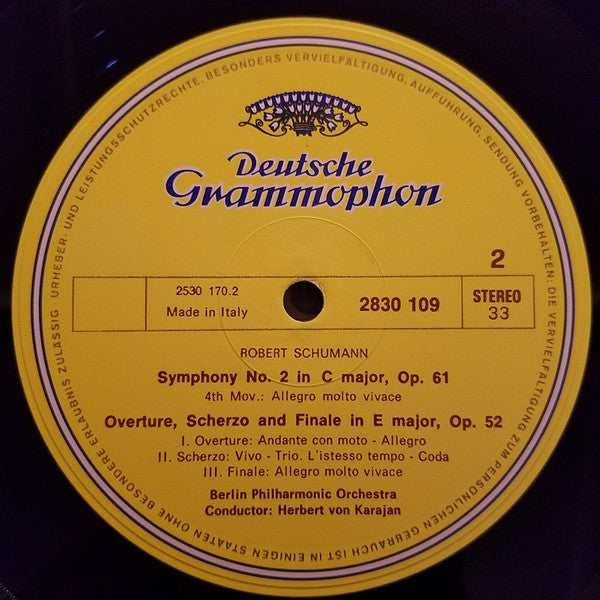 Deutsche
Grammophon
2
2530 170.2
Made in Italy
2830 109
STEREO
33
ROBERT SCHUMANN
Symphony No. 2 in C major, Op. 61
4th Mov.: Allegro molto vivace
Overture, Scherzo and Finale in E major, Op. 52
I. Overture: Andante con moto - Allegro
II. Scherzo: Vivo - Trio. L'istesso tempo - Coda
III. Finale: Allegro molto vivace
Berlin Philharmonic Orchestra
Conductor: Herbert von Karajan
URHEBER- UND LEISTUNGSSCHUTZRECHTE, BESONDERS VERVIELFÄLTIGUNG, AUFFÜHRUNG, SENDUNG VORBEHALTEN; DIE VERVIELFÄLTIGUNG ZUM PERSÖNLICHEN GEBRAUCH IST IN EINIGEN STAATEN OHNE BESONDERE ERLAUBNIS ZULÄSSIG